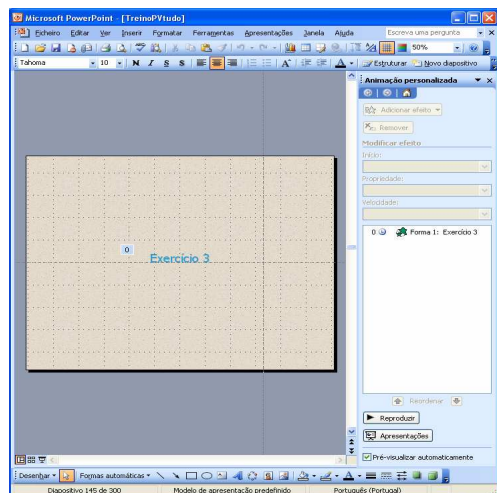 Microsoft PowerPoint - [TreinoPVtudo]
Ficheiro Editar Ver Inserir Formatar Ferramentas Apresentações Janela Ajuda Escreva uma pergunta
50%
Tahoma 10 N I S S Estruturar Novo diapositivo
Animação personalizada
Adicionar efeito
Remover
Modificar efeito
Início:
Propriedade:
Velocidade:
0 Forma 1: Exercício 3
0
Exercício 3
Reordenar
Reproduzir
Apresentações
Pré-visualizar automaticamente
Desenhar Formas automáticas
Diapositivo 145 de 300 Modelo de apresentação predefinido Português (Portugal)